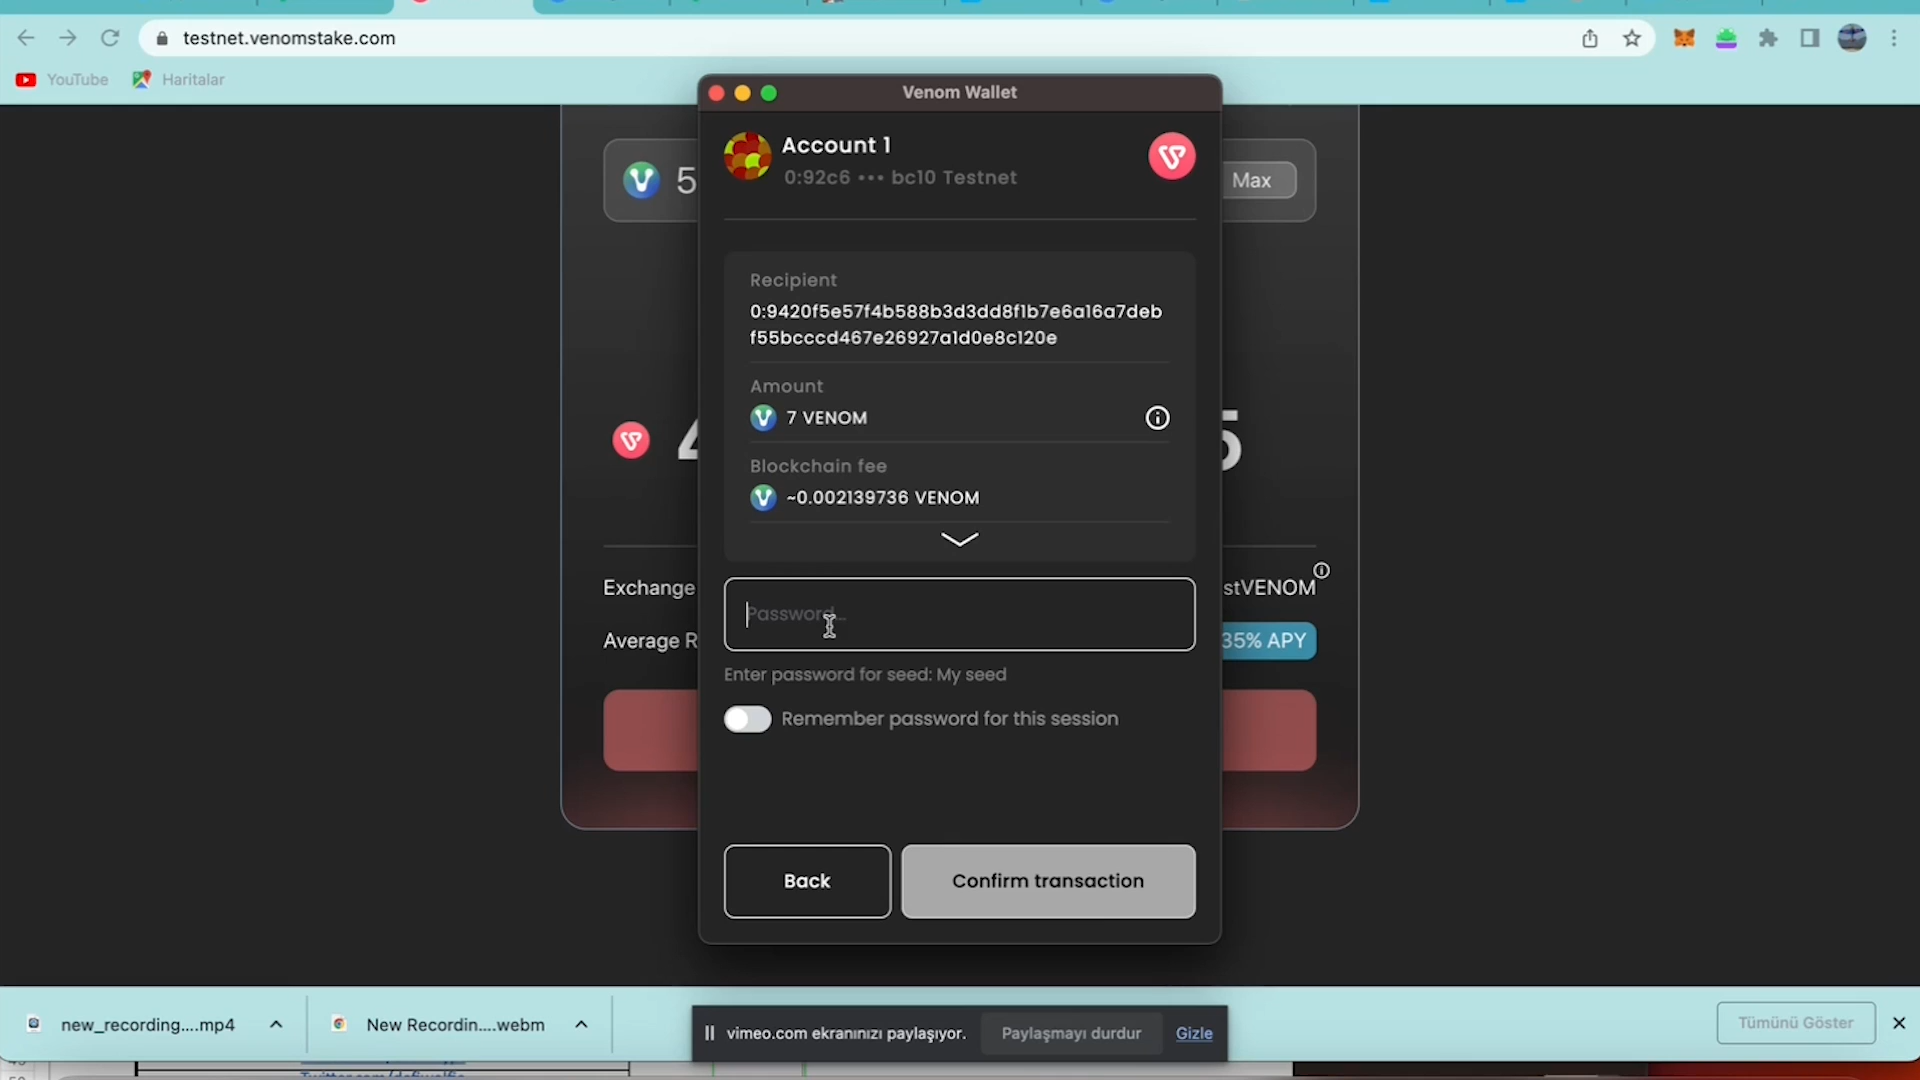 testnet.venomstake.com
YouTube
Haritalar
Venom Wallet
Account 1
0:92c6 ••• bc10 Testnet
5
Max
Recipient
0:9420f5e57f4b588b3d3dd8f1b7e6a16a7deb
f55bcccd467e26927a1d0e8c120e
Amount
7 VENOM
Blockchain fee
~0.002139736 VENOM
4
5
Exchange
stVENOM
Password...
Average R
35% APY
Enter password for seed: My seed
Remember password for this session
Back
Confirm transaction
new_recording....mp4
New Recordin....webm
vimeo.com ekranınızı paylaşıyor.
Paylaşmayı durdur
Gizle
Tümünü Göster